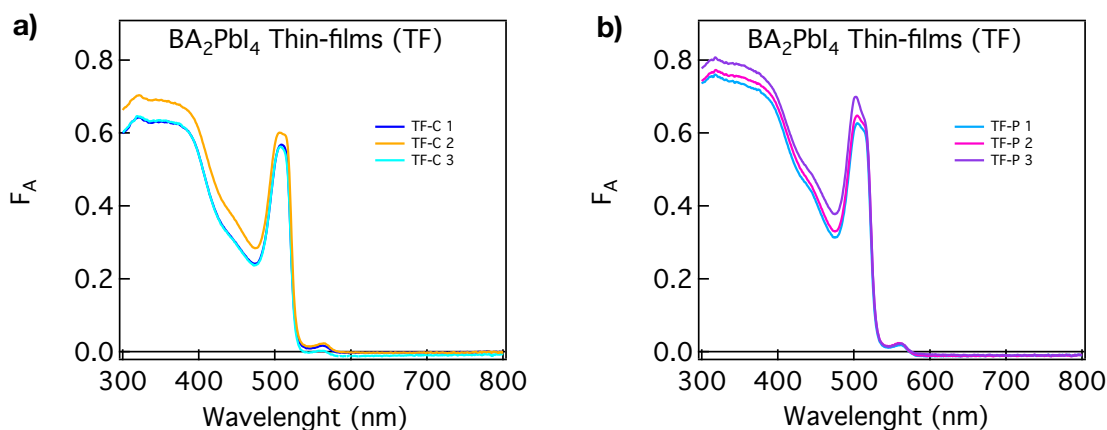 a)
BA₂PbI₄ Thin-films (TF)
0.8
0.6
0.4
0.2
0.0
F_A
TF-C 1
TF-C 2
TF-C 3
300 400 500 600 700 800
Wavelenght (nm)
b)
BA₂PbI₄ Thin-films (TF)
0.8
0.6
0.4
0.2
0.0
F_A
TF-P 1
TF-P 2
TF-P 3
300 400 500 600 700 800
Wavelenght (nm)